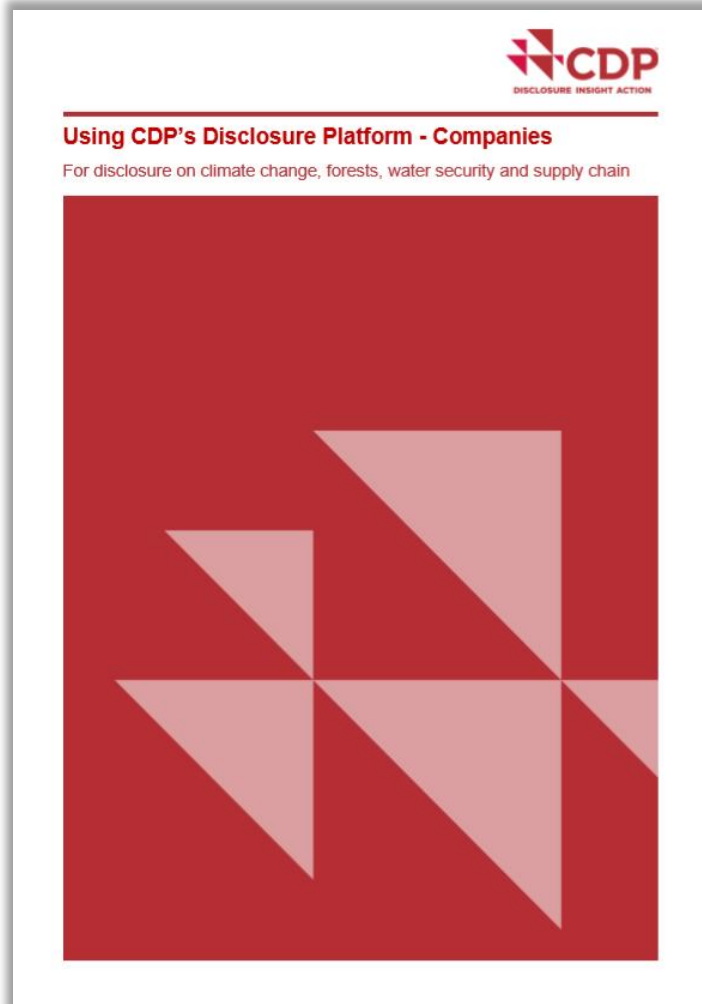 CDP
DISCLOSURE INSIGHT ACTION
Using CDP's Disclosure Platform - Companies
For disclosure on climate change, forests, water security and supply chain